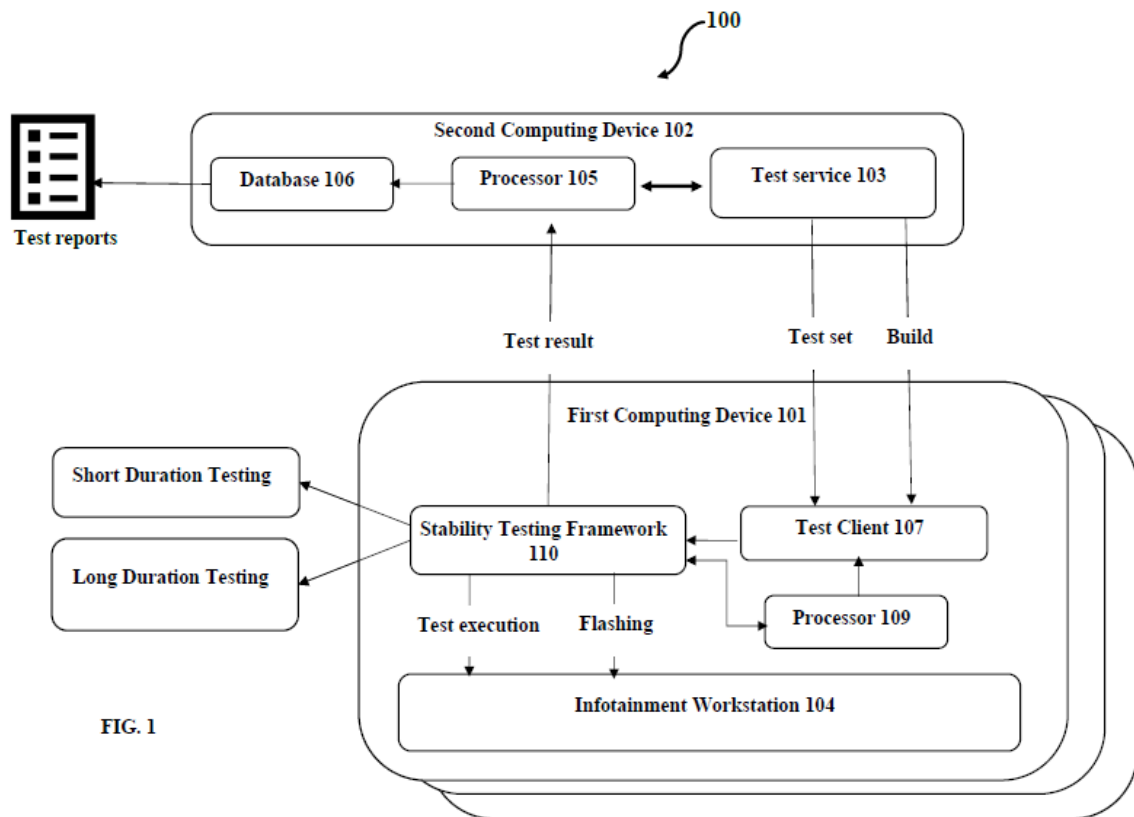 100
Second Computing Device 102
Database 106
Processor 105
Test service 103
Test reports
Test result
Test set
Build
First Computing Device 101
Short Duration Testing
Stability Testing Framework
110
Test Client 107
Long Duration Testing
Processor 109
Test execution
Flashing
Infotainment Workstation 104
FIG. 1